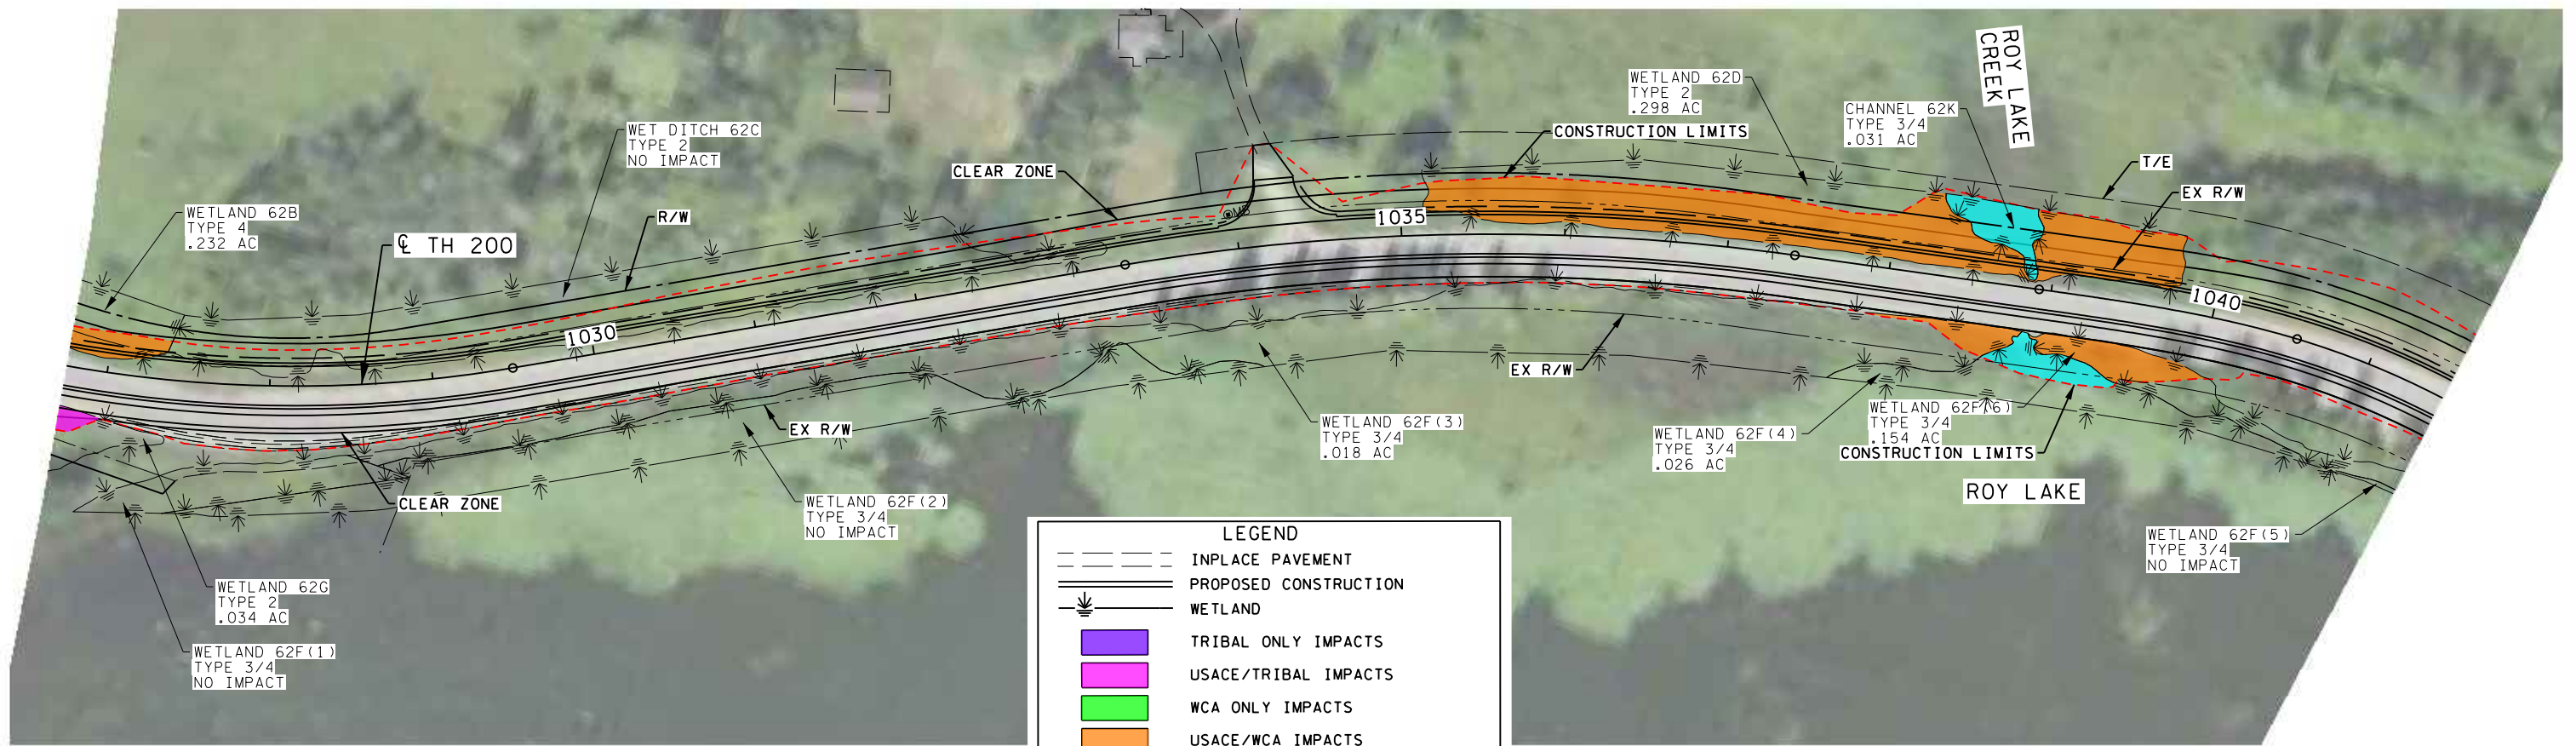 ROY LAKE
CREEK
WETLAND 62D
TYPE 2
.298 AC
CHANNEL 62K
TYPE 3/4
.031 AC
WET DITCH 62C
TYPE 2
NO IMPACT
CONSTRUCTION LIMITS
CLEAR ZONE
T/E
EX R/W
WETLAND 62B
TYPE 4
.232 AC
R/W
℄ TH 200
1035
1040
1030
EX R/W
WETLAND 62F(3)
TYPE 3/4
.018 AC
WETLAND 62F(4)
TYPE 3/4
.026 AC
WETLAND 62F(6)
TYPE 3/4
.154 AC
CONSTRUCTION LIMITS
EX R/W
ROY LAKE
CLEAR ZONE
WETLAND 62F(2)
TYPE 3/4
NO IMPACT
WETLAND 62F(5)
TYPE 3/4
NO IMPACT
WETLAND 62G
TYPE 2
.034 AC
WETLAND 62F(1)
TYPE 3/4
NO IMPACT
LEGEND
INPLACE PAVEMENT
PROPOSED CONSTRUCTION
WETLAND
TRIBAL ONLY IMPACTS
USACE/TRIBAL IMPACTS
WCA ONLY IMPACTS
USACE/WCA IMPACTS